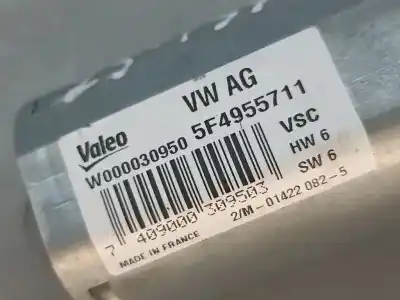 Valeo
VW AG
W000030950 5F4955711
VSC
HW 6
SW 6
7 409000 309503
2/M-01422 082-5
MADE IN FRANCE